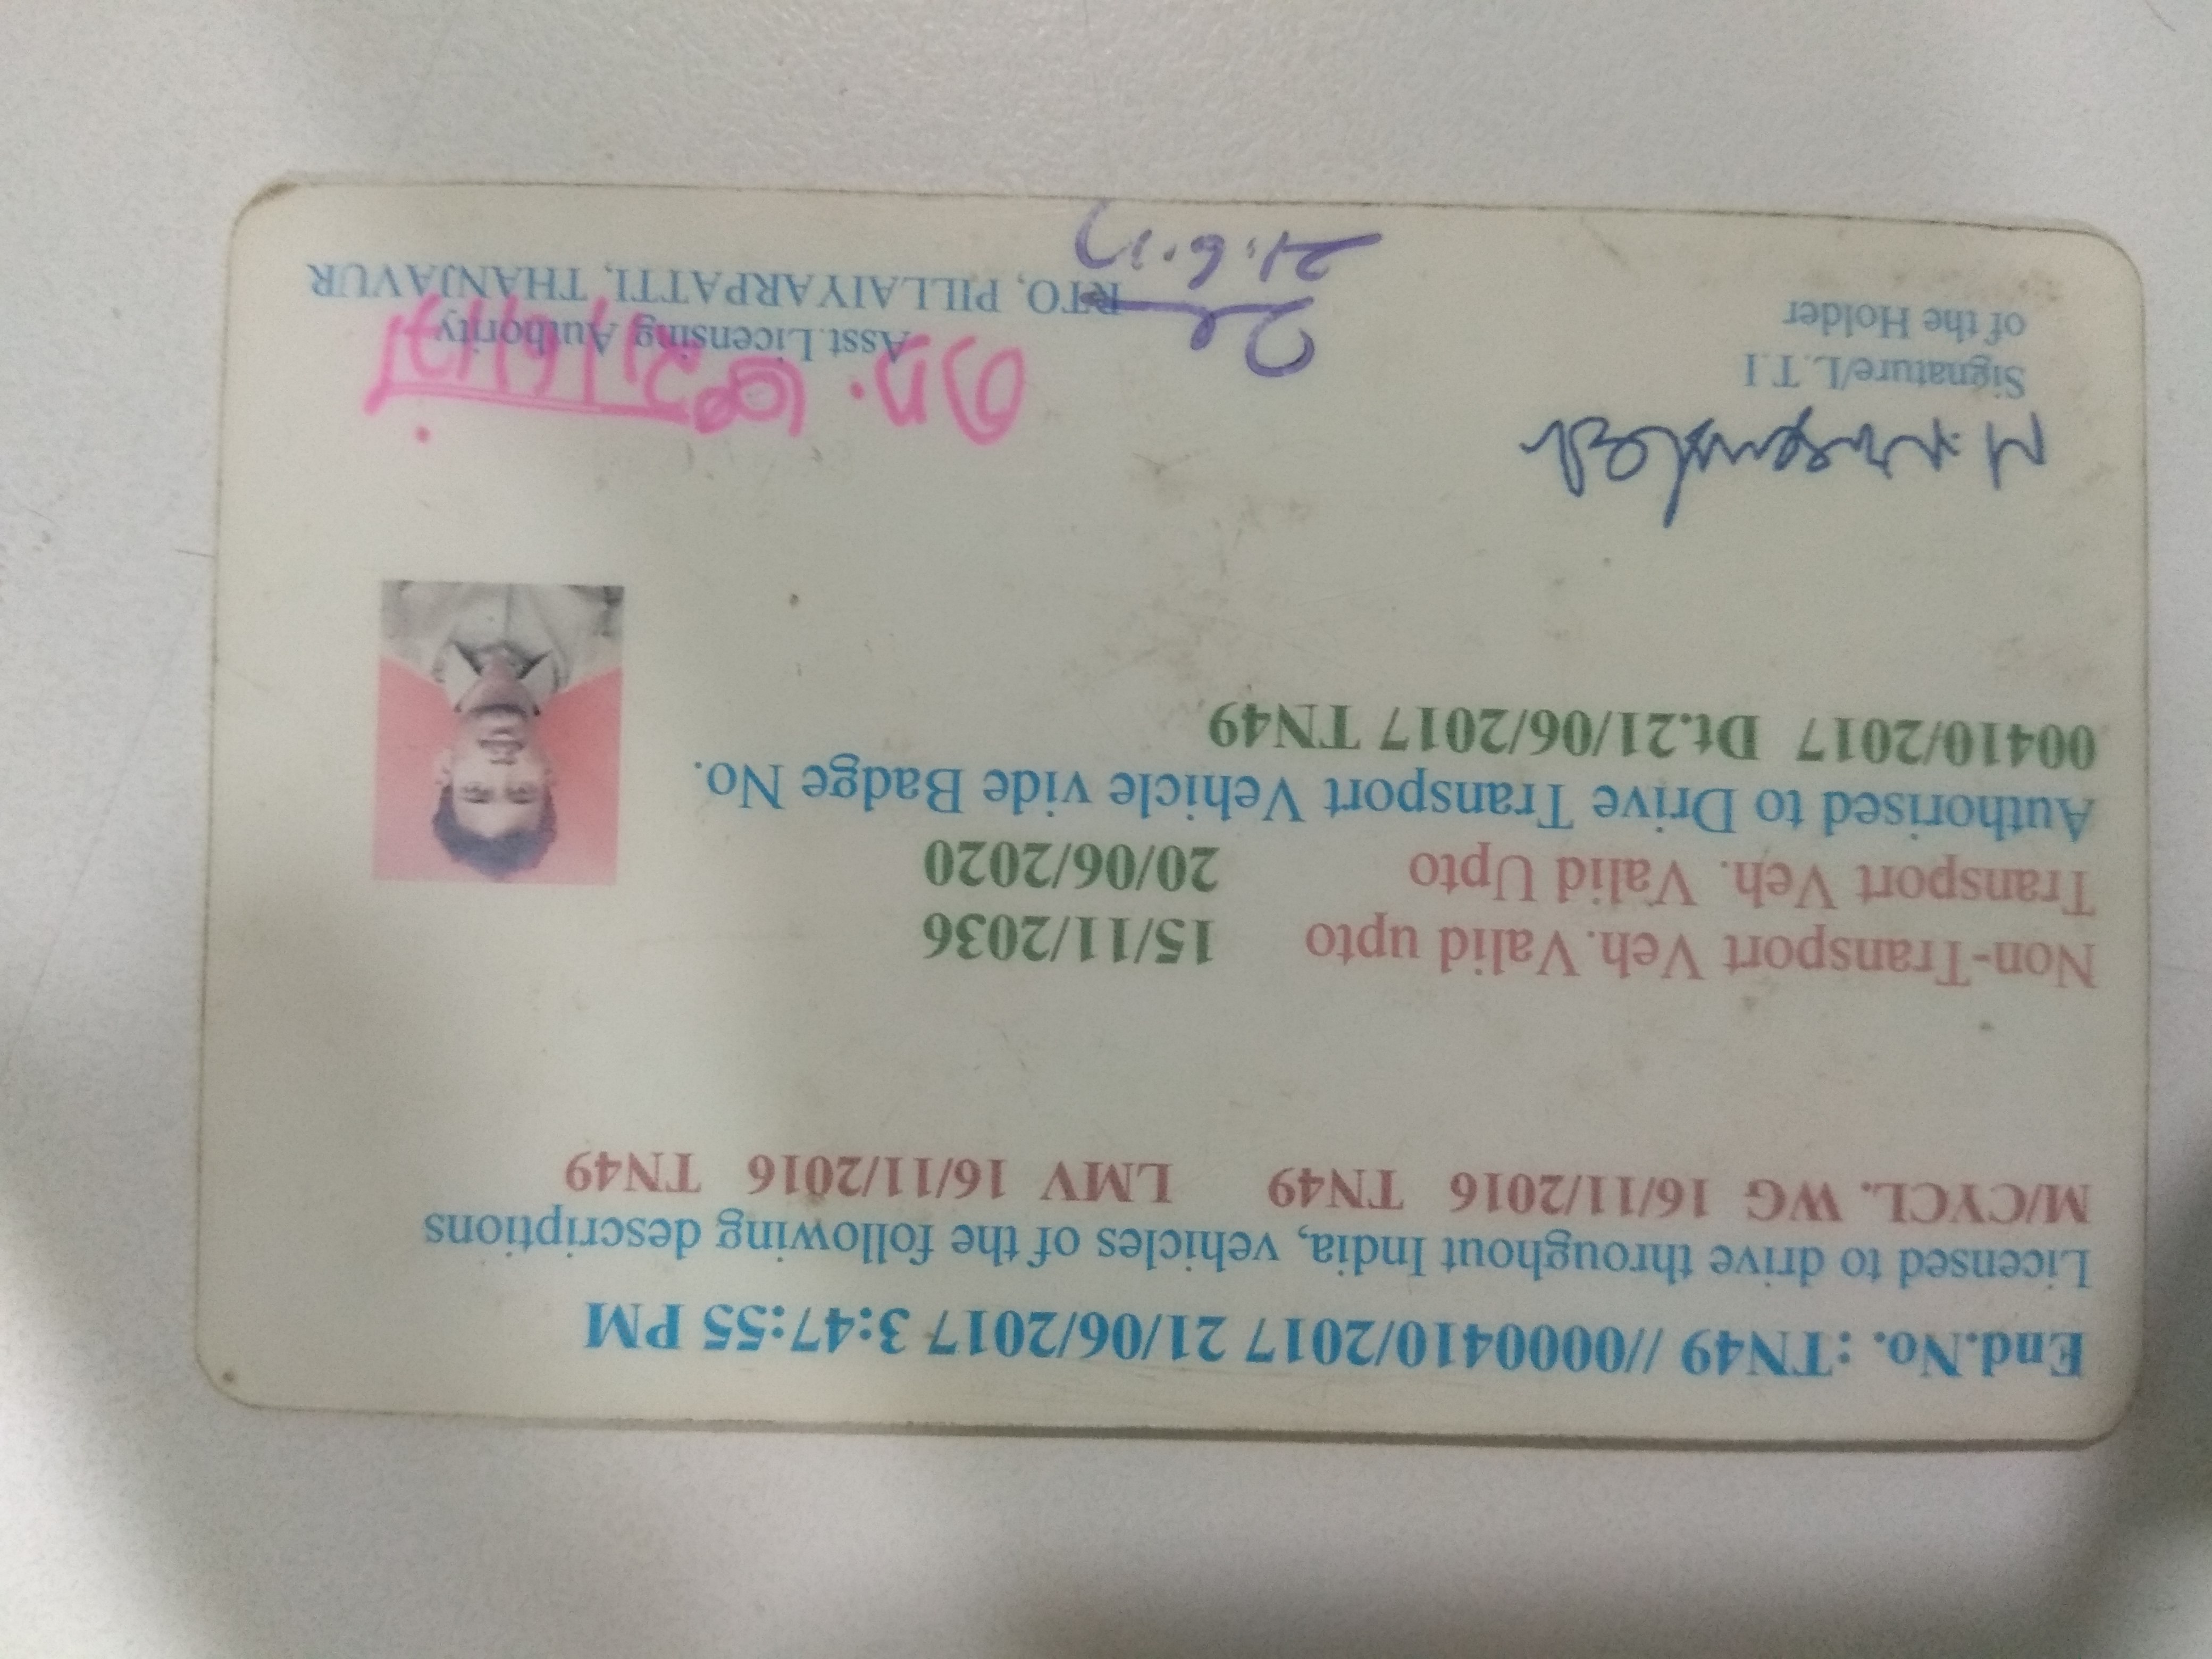 End.No. : TN49 //0000410/2017 21/06/2017 3:47:55 PM
Licensed to drive throughout India, vehicles of the following descriptions
M/CYCL. WG 16/11/2016 TN49 LMV 16/11/2016 TN49
Non-Transport Veh.Valid upto 15/11/2036
Transport Veh. Valid Upto 20/06/2020
Authorised to Drive Transport Vehicle vide Badge No.
00410/2017 Dt.21/06/2017 TN49
Signature/L.T.I
of the Holder
21/6/17
Asst.Licensing Authority
RTO, PILLAIYARPATTI, THANJAVUR
21.6.17